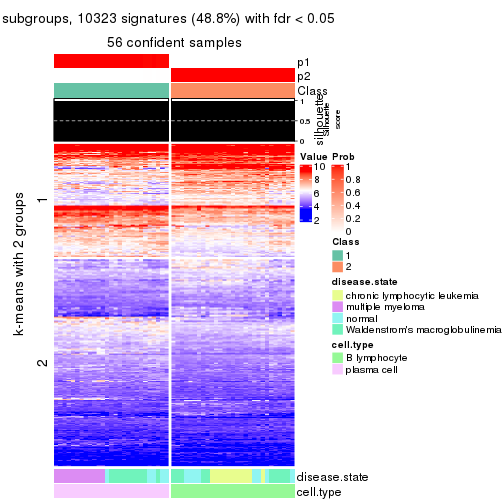 subgroups, 10323 signatures (48.8%) with fdr < 0.05
56 confident samples
p1
p2
Class
1
0.5
0
silhouettes
Silhouette
score
k-means with 2 groups
1
2
Value
10
8
6
4
2
Prob
1
0.8
0.6
0.4
0.2
0
Class
1
2
disease.state
chronic lymphocytic leukemia
multiple myeloma
normal
Waldenstrom's macroglobulinemia
cell.type
B lymphocyte
plasma cell
disease.state
cell.type